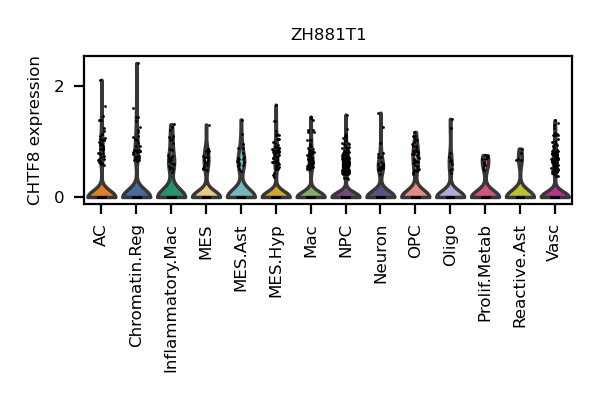 ZH881T1
CHTF8 expression
2
0
AC
Chromatin.Reg
Inflammatory.Mac
MES
MES.Ast
MES.Hyp
Mac
NPC
Neuron
OPC
Oligo
Prolif.Metab
Reactive.Ast
Vasc